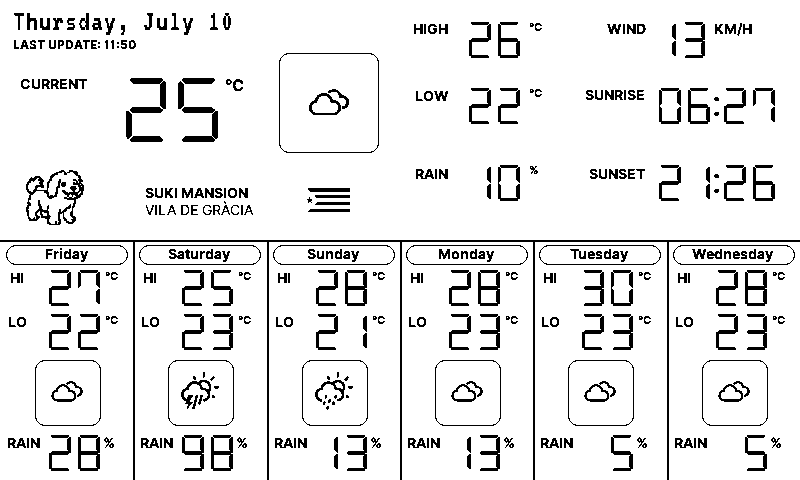 Thursday, July 10
LAST UPDATE: 11:50
CURRENT 25 °C
SUKI MANSION
VILA DE GRÀCIA
HIGH 26 °C
LOW 22 °C
RAIN 10 %
WIND 13 KM/H
SUNRISE 06:27
SUNSET 21:26
Friday
HI 27 °C
LO 22 °C
RAIN 28 %
Saturday
HI 25 °C
LO 23 °C
RAIN 98 %
Sunday
HI 28 °C
LO 21 °C
RAIN 13 %
Monday
HI 28 °C
LO 23 °C
RAIN 13 %
Tuesday
HI 30 °C
LO 23 °C
RAIN 5 %
Wednesday
HI 28 °C
LO 23 °C
RAIN 5 %